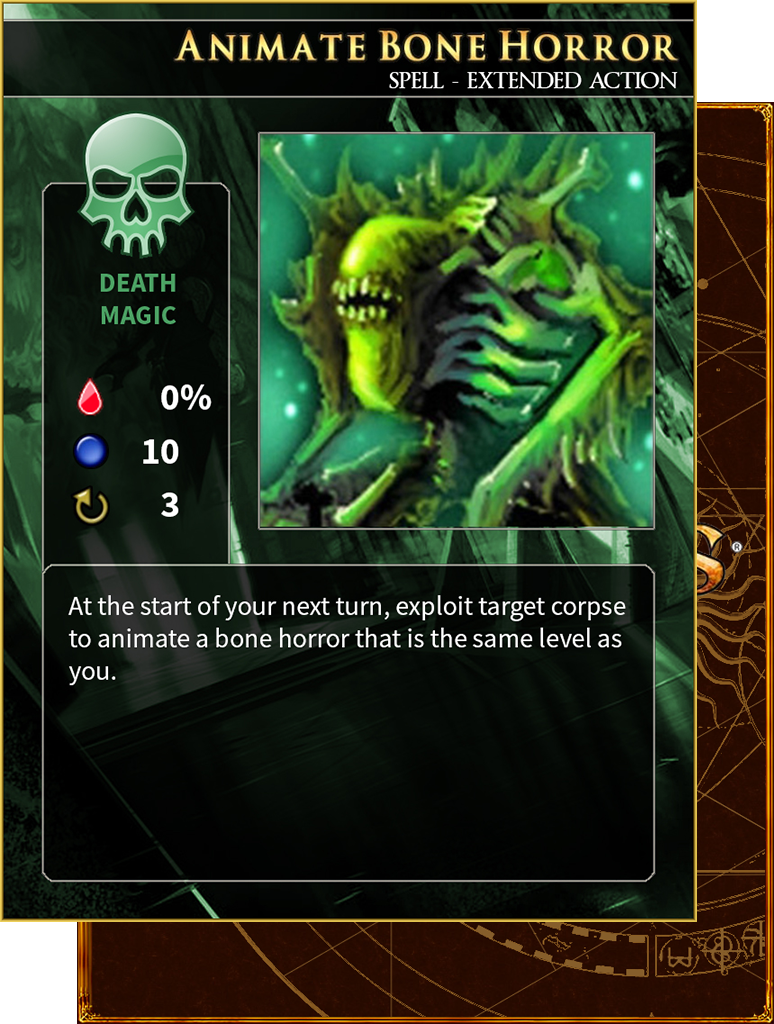 ANIMATE BONE HORROR
SPELL - EXTENDED ACTION
DEATH
MAGIC
0%
10
3
S®
At the start of your next turn, exploit target corpse
to animate a bone horror that is the same level as
you.